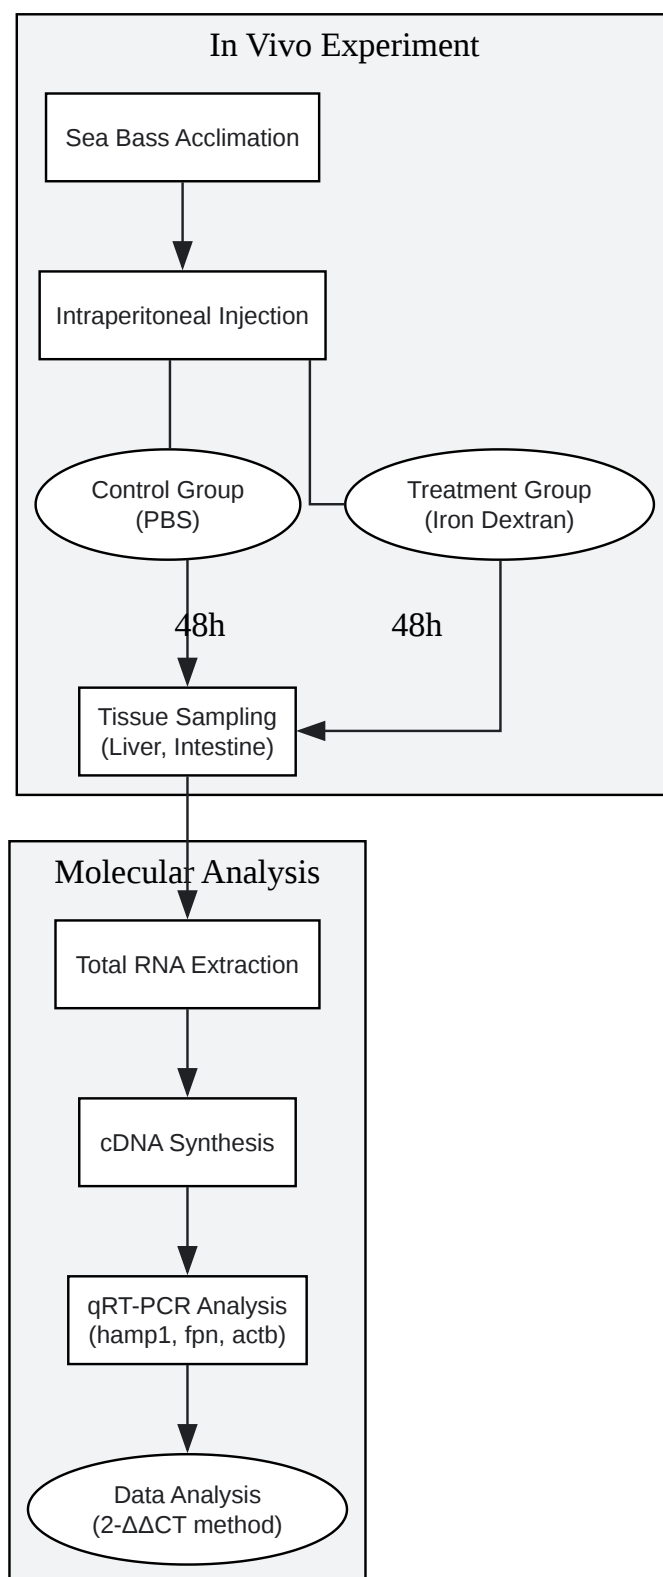 In Vivo Experiment
Sea Bass Acclimation
Intraperitoneal Injection
Control Group
(PBS)
Treatment Group
(Iron Dextran)
48h
48h
Tissue Sampling
(Liver, Intestine)
Molecular Analysis
Total RNA Extraction
cDNA Synthesis
qRT-PCR Analysis
(hamp1, fpn, actb)
Data Analysis
(2-ΔΔCT method)